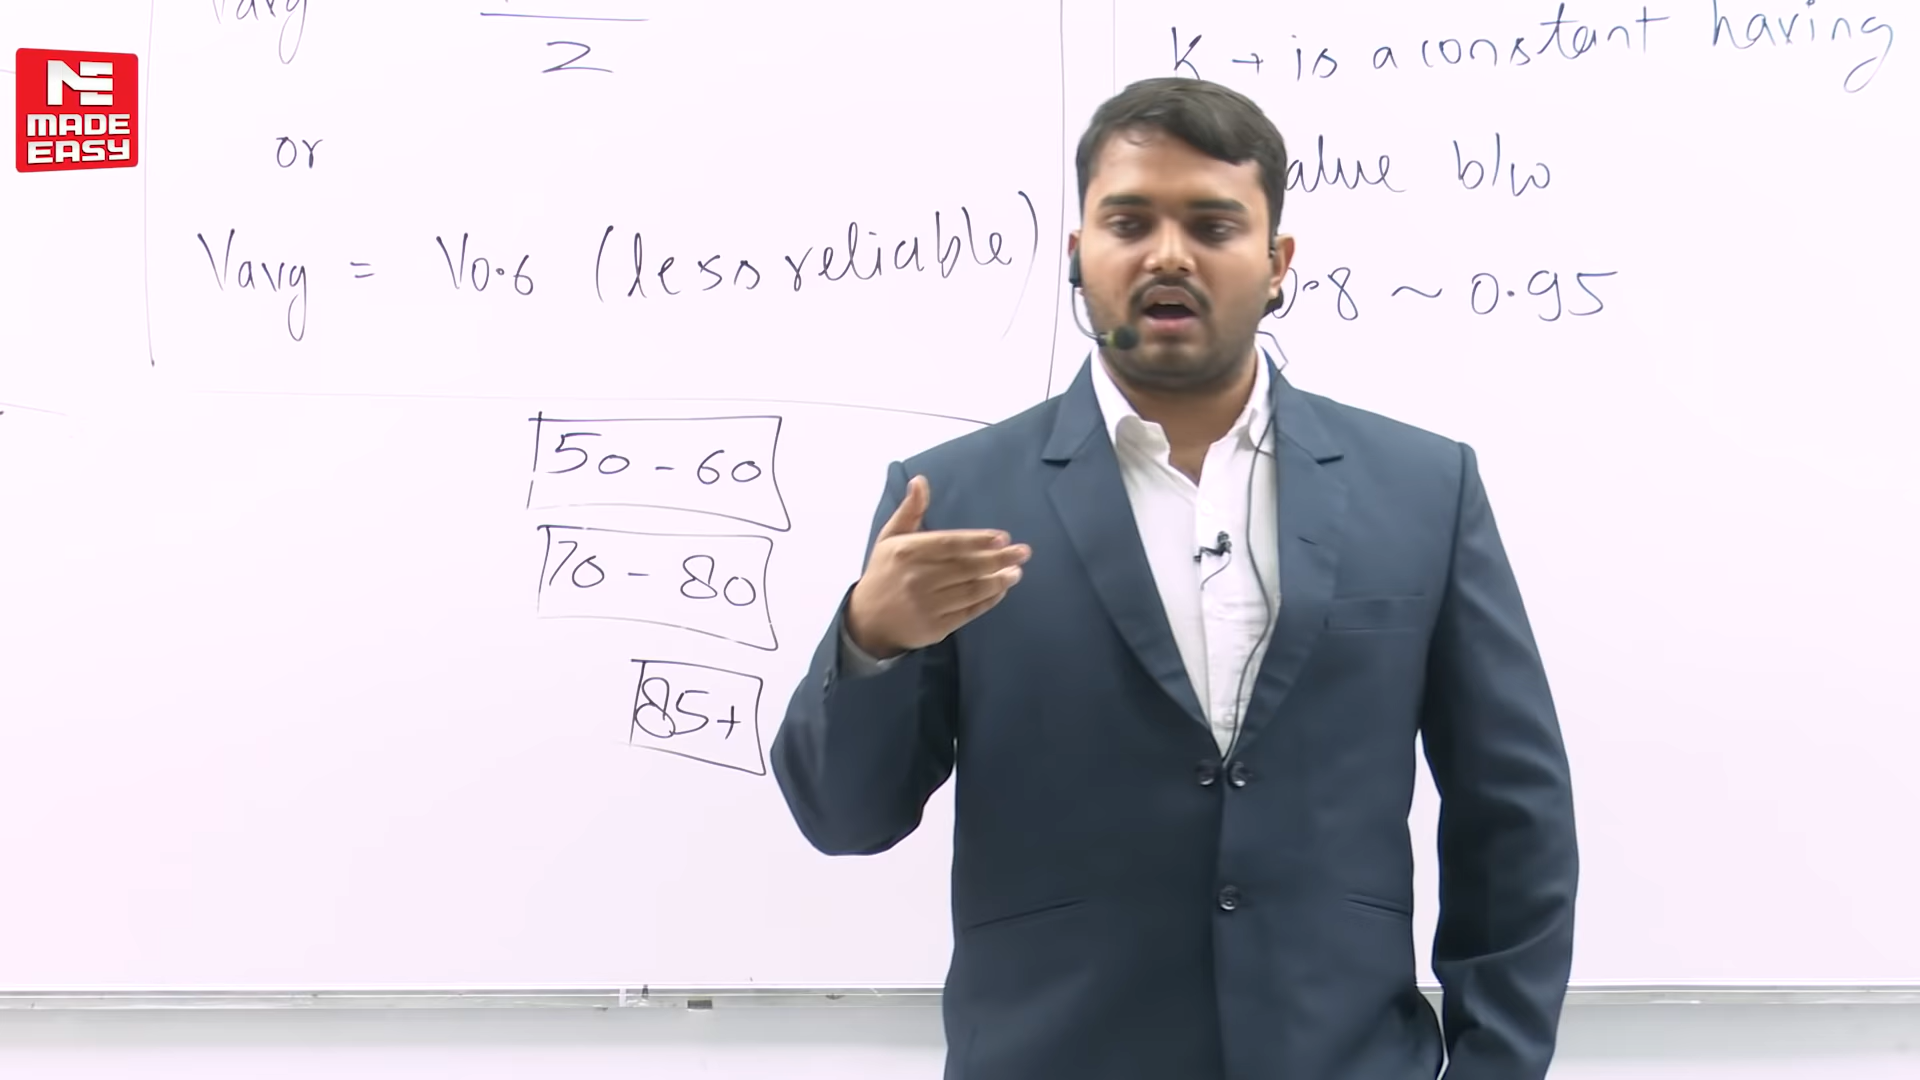 ME
MADE
EASY
Vavg
2
or
Vavg = V0.6 (less reliable)
50 - 60
70 - 80
85+
K → is a constant having
b/w
0.8 ~ 0.95